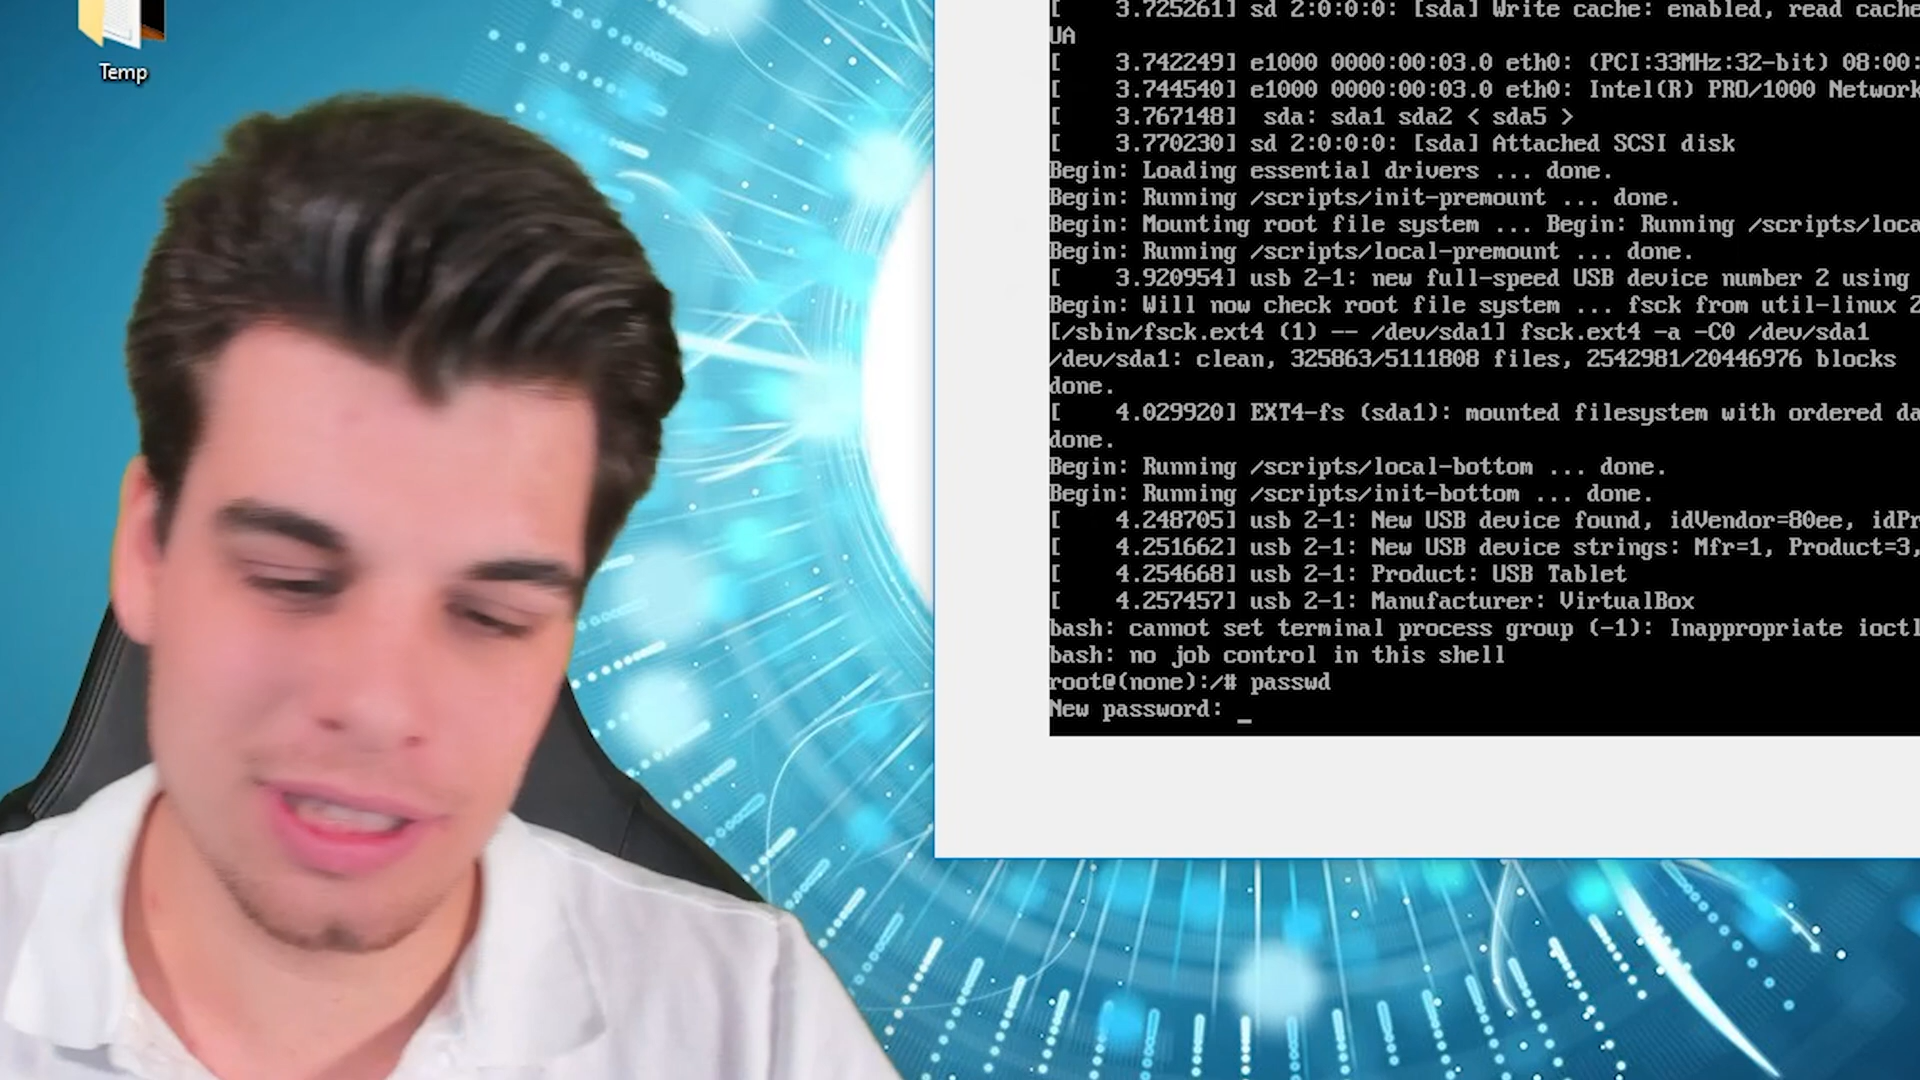 Temp
[    3.725261] sd 2:0:0:0: [sda] Write cache: enabled, read cache
UA
[    3.742249] e1000 0000:00:03.0 eth0: (PCI:33MHz:32-bit) 08:00:
[    3.744540] e1000 0000:00:03.0 eth0: Intel(R) PRO/1000 Network
[    3.767148]  sda: sda1 sda2 < sda5 >
[    3.770230] sd 2:0:0:0: [sda] Attached SCSI disk
Begin: Loading essential drivers ... done.
Begin: Running /scripts/init-premount ... done.
Begin: Mounting root file system ... Begin: Running /scripts/loca
Begin: Running /scripts/local-premount ... done.
[    3.920954] usb 2-1: new full-speed USB device number 2 using
Begin: Will now check root file system ... fsck from util-linux 2
[/sbin/fsck.ext4 (1) -- /dev/sda1] fsck.ext4 -a -C0 /dev/sda1
/dev/sda1: clean, 325863/5111808 files, 2542981/20446976 blocks
done.
[    4.029920] EXT4-fs (sda1): mounted filesystem with ordered da
done.
Begin: Running /scripts/local-bottom ... done.
Begin: Running /scripts/init-bottom ... done.
[    4.248705] usb 2-1: New USB device found, idVendor=80ee, idPr
[    4.251662] usb 2-1: New USB device strings: Mfr=1, Product=3,
[    4.254668] usb 2-1: Product: USB Tablet
[    4.257457] usb 2-1: Manufacturer: VirtualBox
bash: cannot set terminal process group (-1): Inappropriate ioctl
bash: no job control in this shell
root@(none):/# passwd
New password: _